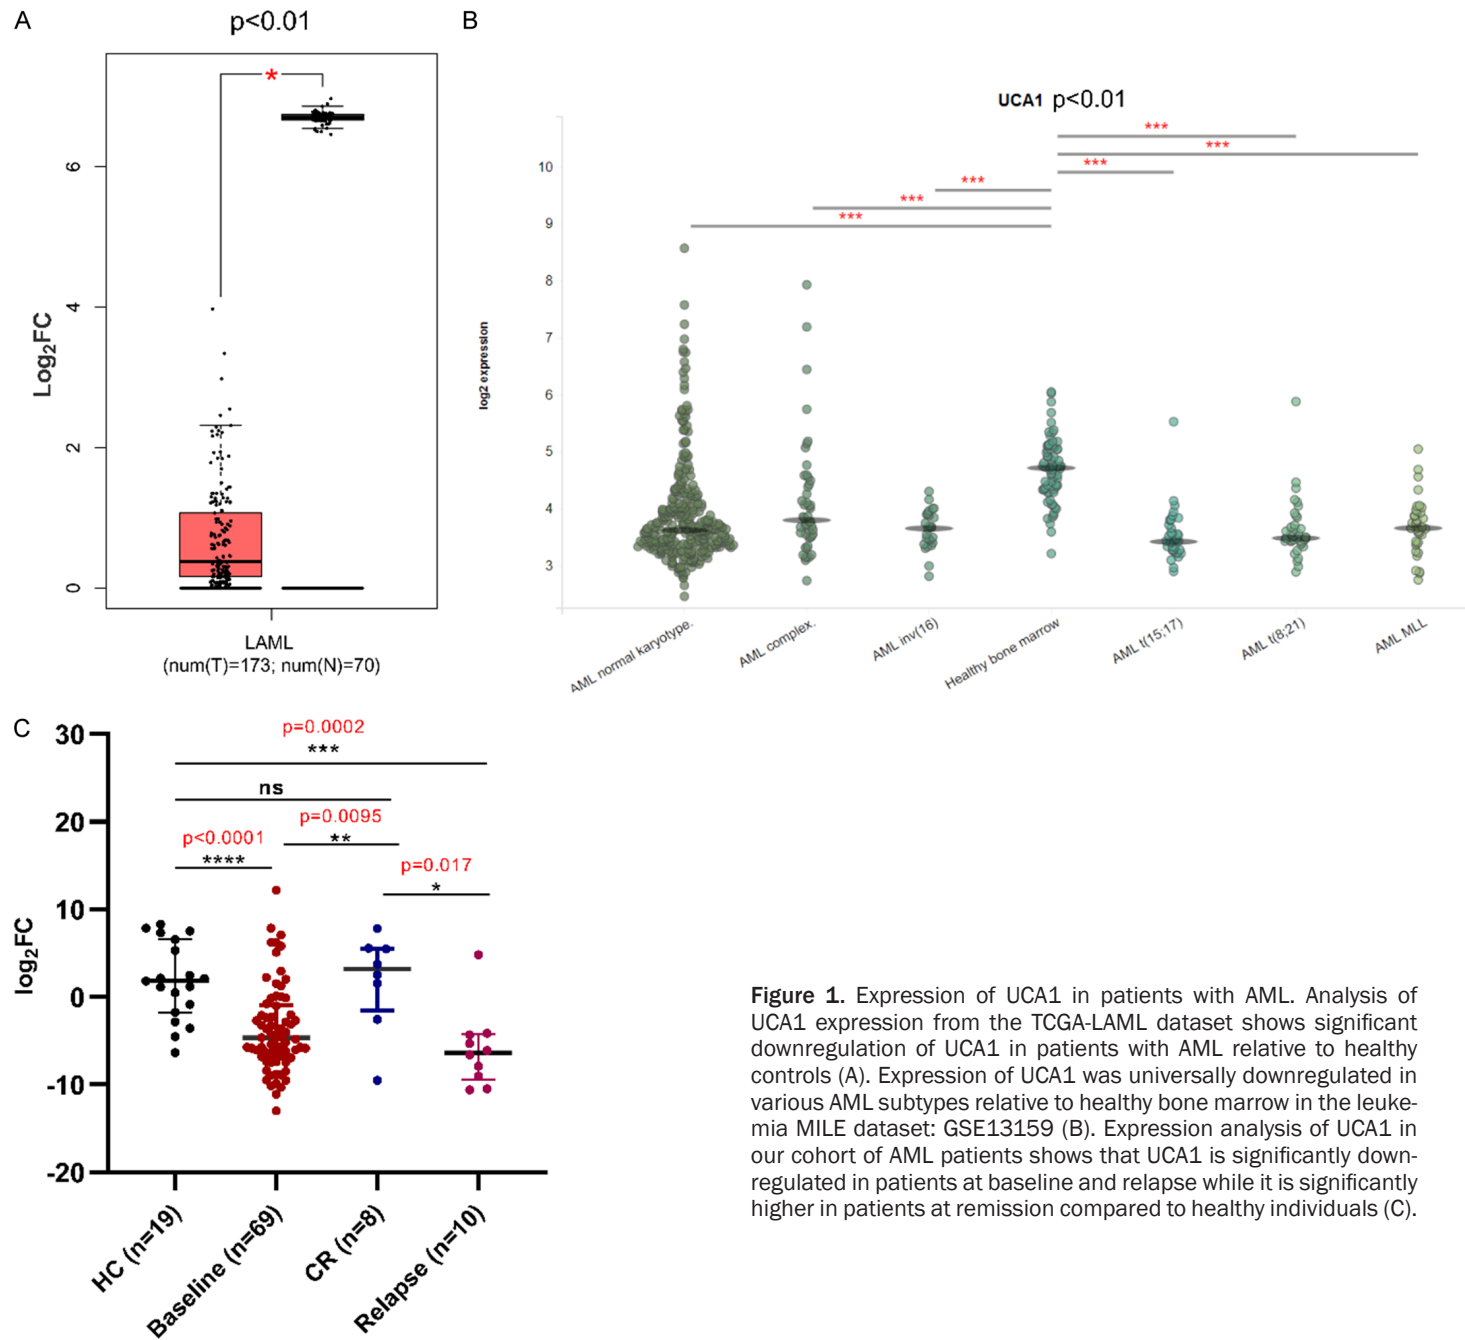 A
p<0.01
*
Log2FC
6
4
2
0
LAML
(num(T)=173; num(N)=70)
B
UCA1 p<0.01
***
***
***
***
***
***
log2 expression
10
9
8
7
6
5
4
3
AML normal karyotype.
AML complex.
AML inv(16)
Healthy bone marrow
AML t(15;17)
AML t(8;21)
AML MLL
C
p=0.0002
***
ns
p=0.0095
**
p<0.0001
****
p=0.017
*
log2FC
30
20
10
0
-10
-20
HC (n=19)
Baseline (n=69)
CR (n=8)
Relapse (n=10)
Figure 1. Expression of UCA1 in patients with AML. Analysis of
UCA1 expression from the TCGA-LAML dataset shows significant
downregulation of UCA1 in patients with AML relative to healthy
controls (A). Expression of UCA1 was universally downregulated in
various AML subtypes relative to healthy bone marrow in the leuke-
mia MILE dataset: GSE13159 (B). Expression analysis of UCA1 in
our cohort of AML patients shows that UCA1 is significantly down-
regulated in patients at baseline and relapse while it is significantly
higher in patients at remission compared to healthy individuals (C).